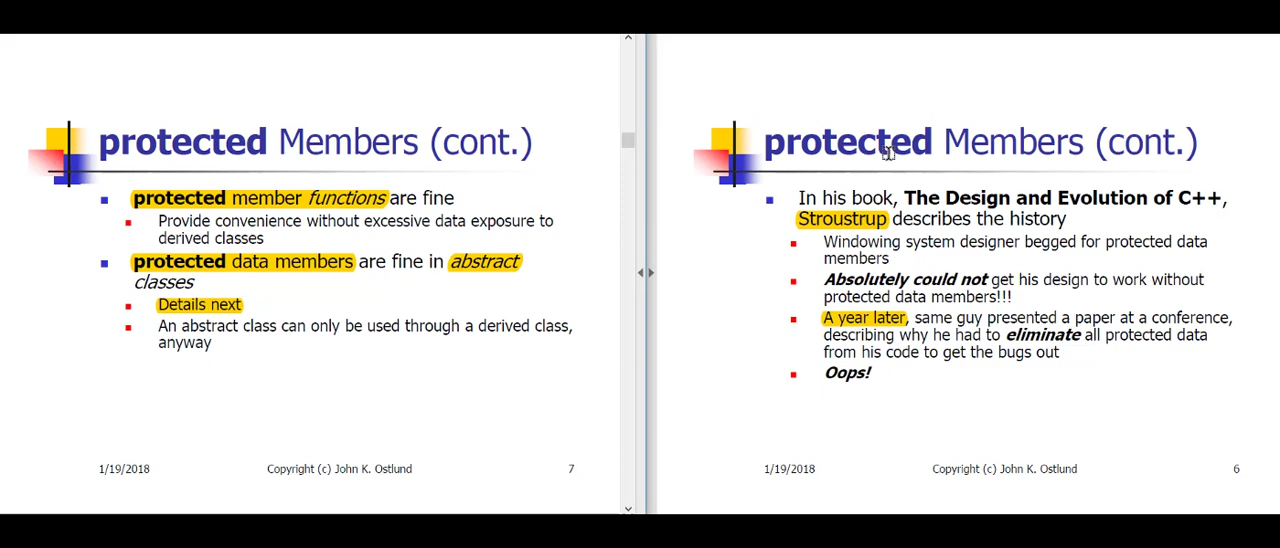 protected Members (cont.)
protected member functions are fine
Provide convenience without excessive data exposure to
derived classes
protected data members are fine in abstract
classes
Details next
An abstract class can only be used through a derived class,
anyway
1/19/2018 Copyright (c) John K. Ostlund 7
protected Members (cont.)
In his book, The Design and Evolution of C++,
Stroustrup describes the history
Windowing system designer begged for protected data
members
Absolutely could not get his design to work without
protected data members!!!
A year later, same guy presented a paper at a conference,
describing why he had to eliminate all protected data
from his code to get the bugs out
Oops!
1/19/2018 Copyright (c) John K. Ostlund 6